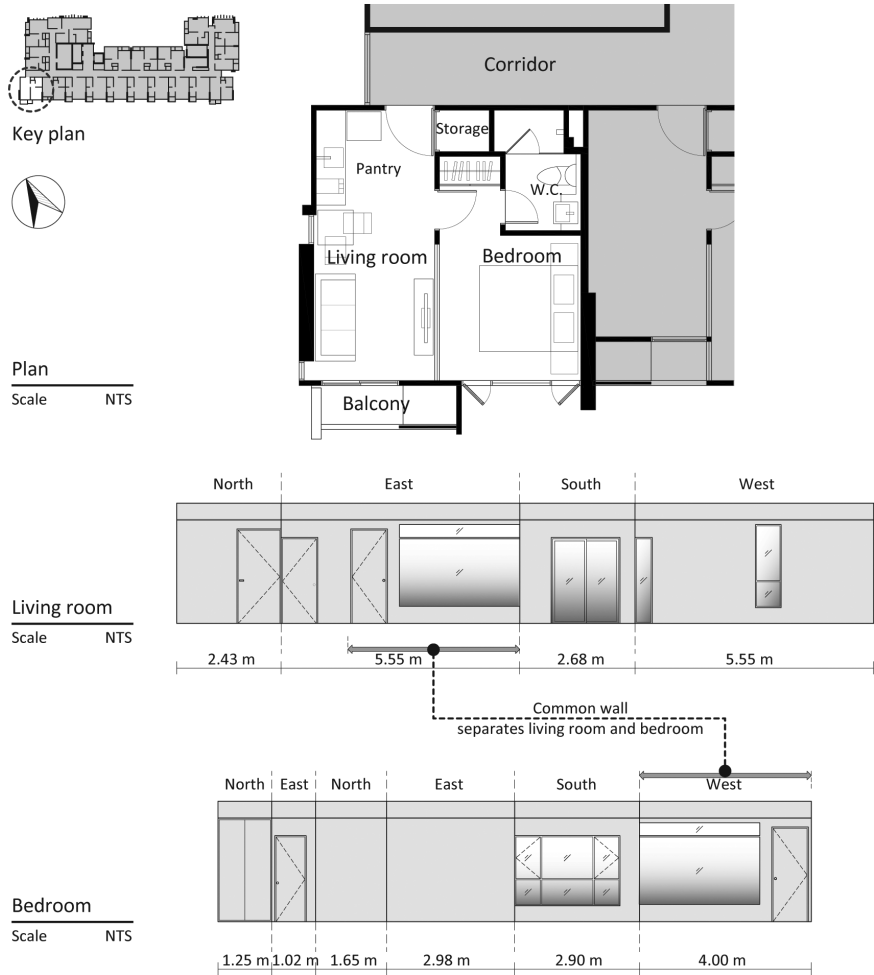 Key plan
Corridor
Storage
Pantry
W.C.
Living room
Bedroom
Balcony
Plan
Scale NTS
North East South West
Living room
Scale NTS
2.43 m 5.55 m 2.68 m 5.55 m
Common wall
separates living room and bedroom
North East North East South West
Bedroom
Scale NTS
1.25 m 1.02 m 1.65 m 2.98 m 2.90 m 4.00 m